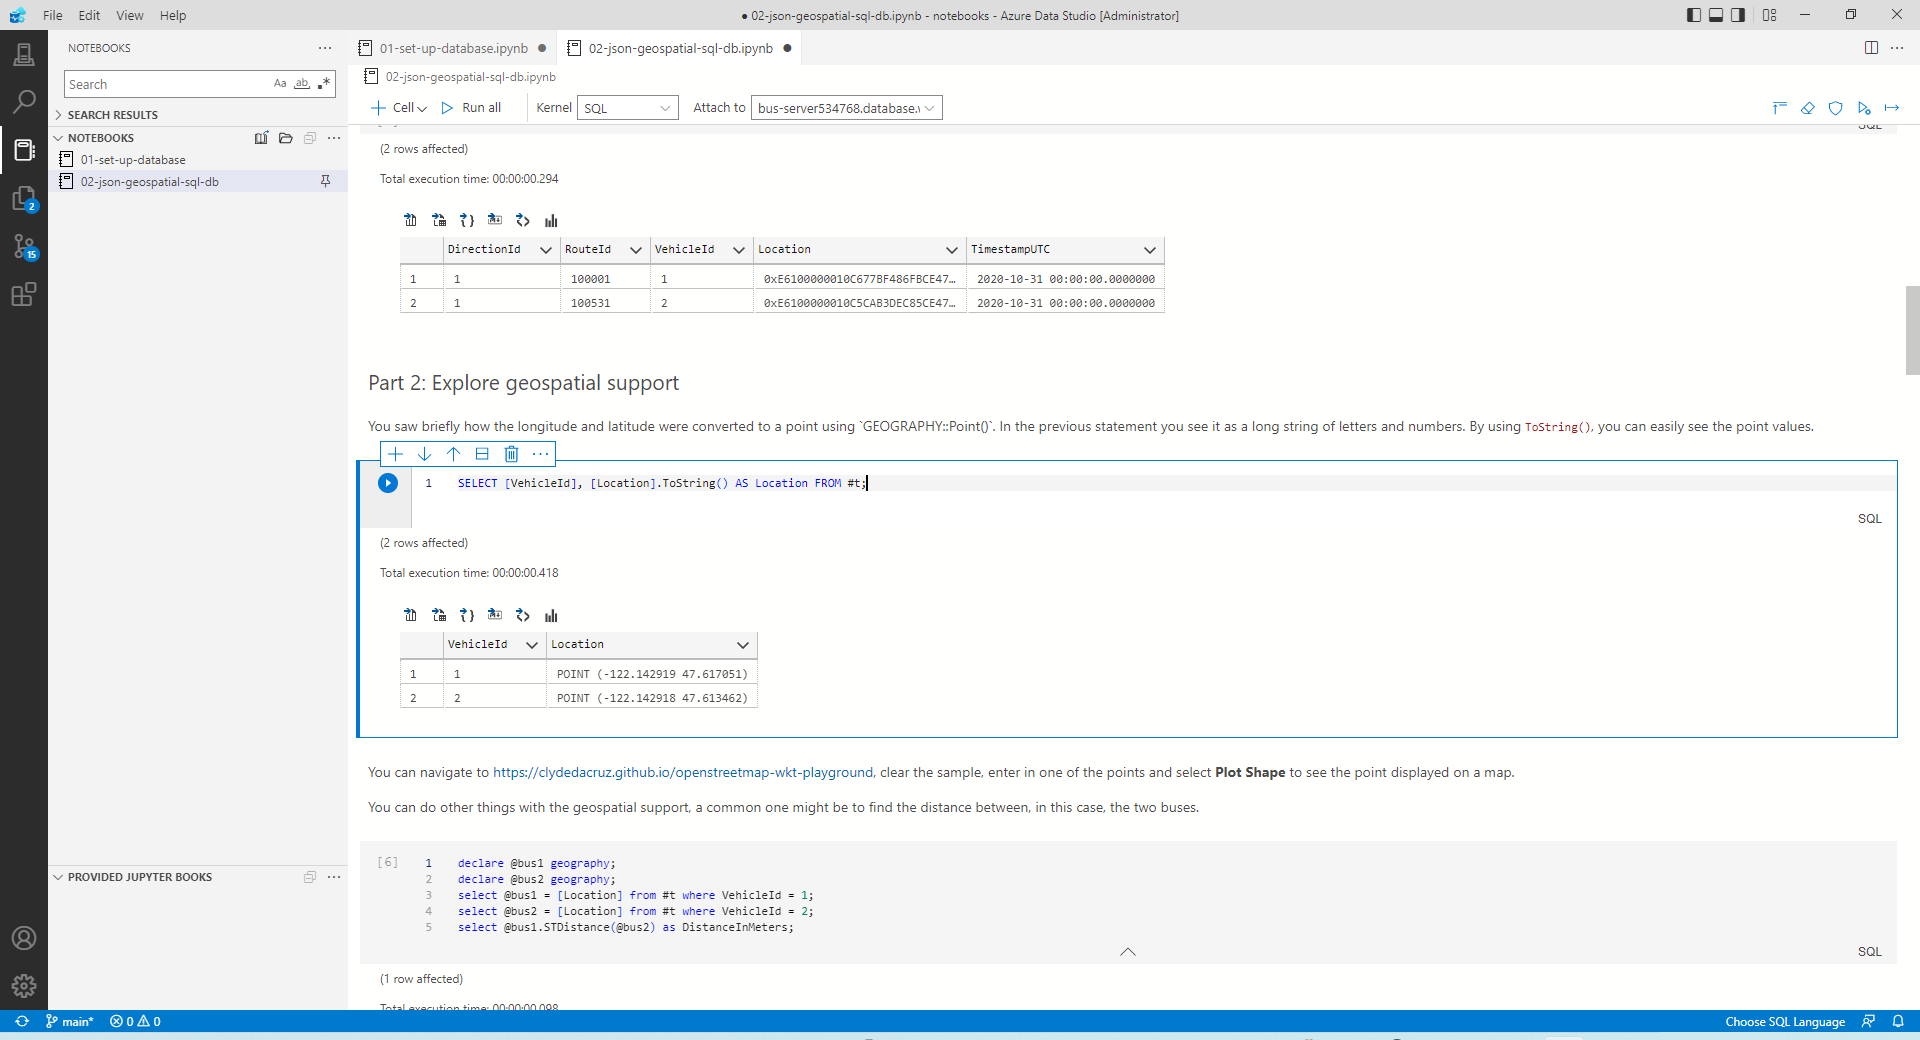 File Edit View Help
● 02-json-geospatial-sql-db.ipynb - notebooks - Azure Data Studio [Administrator]
NOTEBOOKS
Search
Aa ab .*
SEARCH RESULTS
NOTEBOOKS
01-set-up-database
02-json-geospatial-sql-db
2
15
PROVIDED JUPYTER BOOKS
01-set-up-database.ipynb ●
02-json-geospatial-sql-db.ipynb ●
02-json-geospatial-sql-db.ipynb
Cell Run all Kernel SQL Attach to bus-server534768.database.
SQL
(2 rows affected)
Total execution time: 00:00:00.294
DirectionId RouteId VehicleId Location TimestampUTC
1 1 100001 1 0xE6100000010C677BF486FBCE47… 2020-10-31 00:00:00.0000000
2 1 100531 2 0xE6100000010C5CAB3DEC85CE47… 2020-10-31 00:00:00.0000000
Part 2: Explore geospatial support
You saw briefly how the longitude and latitude were converted to a point using `GEOGRAPHY::Point()`. In the previous statement you see it as a long string of letters and numbers. By using ToString(), you can easily see the point values.
1 SELECT [VehicleId], [Location].ToString() AS Location FROM #t;
SQL
(2 rows affected)
Total execution time: 00:00:00.418
VehicleId Location
1 1 POINT (-122.142919 47.617051)
2 2 POINT (-122.142918 47.613462)
You can navigate to https://clydedacruz.github.io/openstreetmap-wkt-playground, clear the sample, enter in one of the points and select Plot Shape to see the point displayed on a map.
You can do other things with the geospatial support, a common one might be to find the distance between, in this case, the two buses.
[6] 1 declare @bus1 geography;
2 declare @bus2 geography;
3 select @bus1 = [Location] from #t where VehicleId = 1;
4 select @bus2 = [Location] from #t where VehicleId = 2;
5 select @bus1.STDistance(@bus2) as DistanceInMeters;
SQL
(1 row affected)
Total execution time: 00:00:00.098
main* 0 0
Choose SQL Language